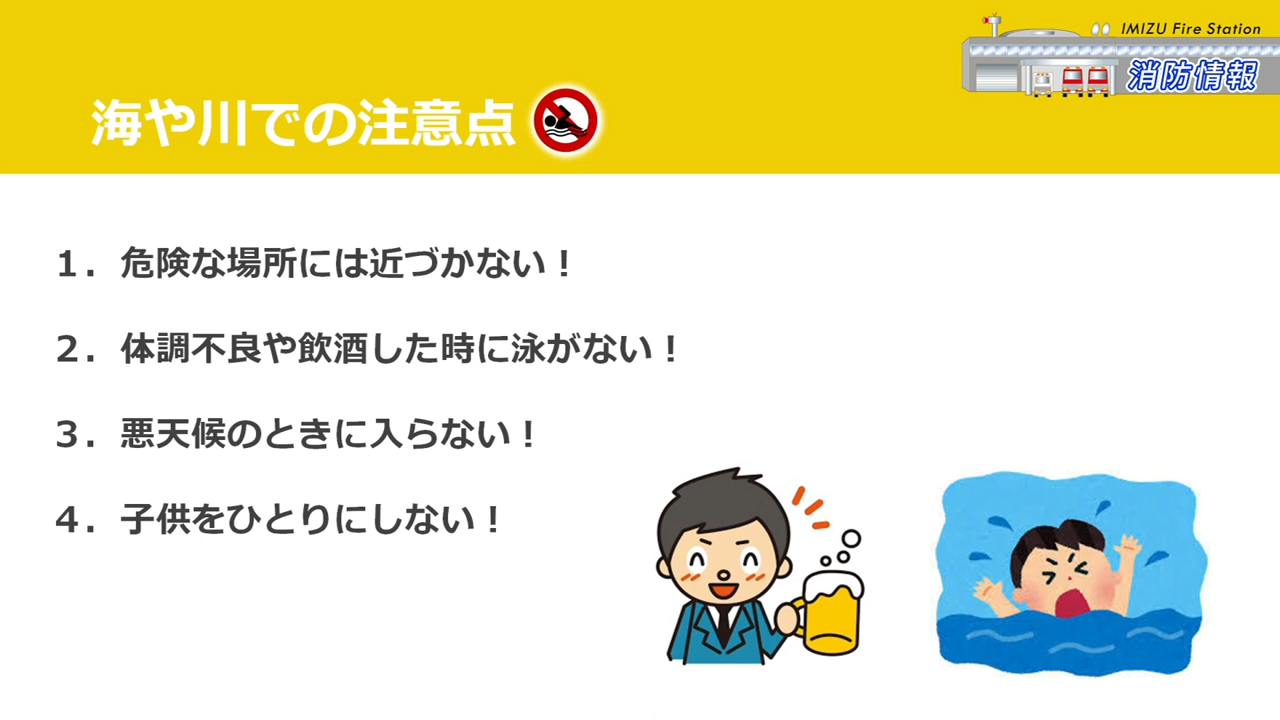 IMIZU Fire Station
消防情報
海や川での注意点
１．危険な場所には近づかない！
２．体調不良や飲酒した時に泳がない！
３．悪天候のときに入らない！
４．子供をひとりにしない！